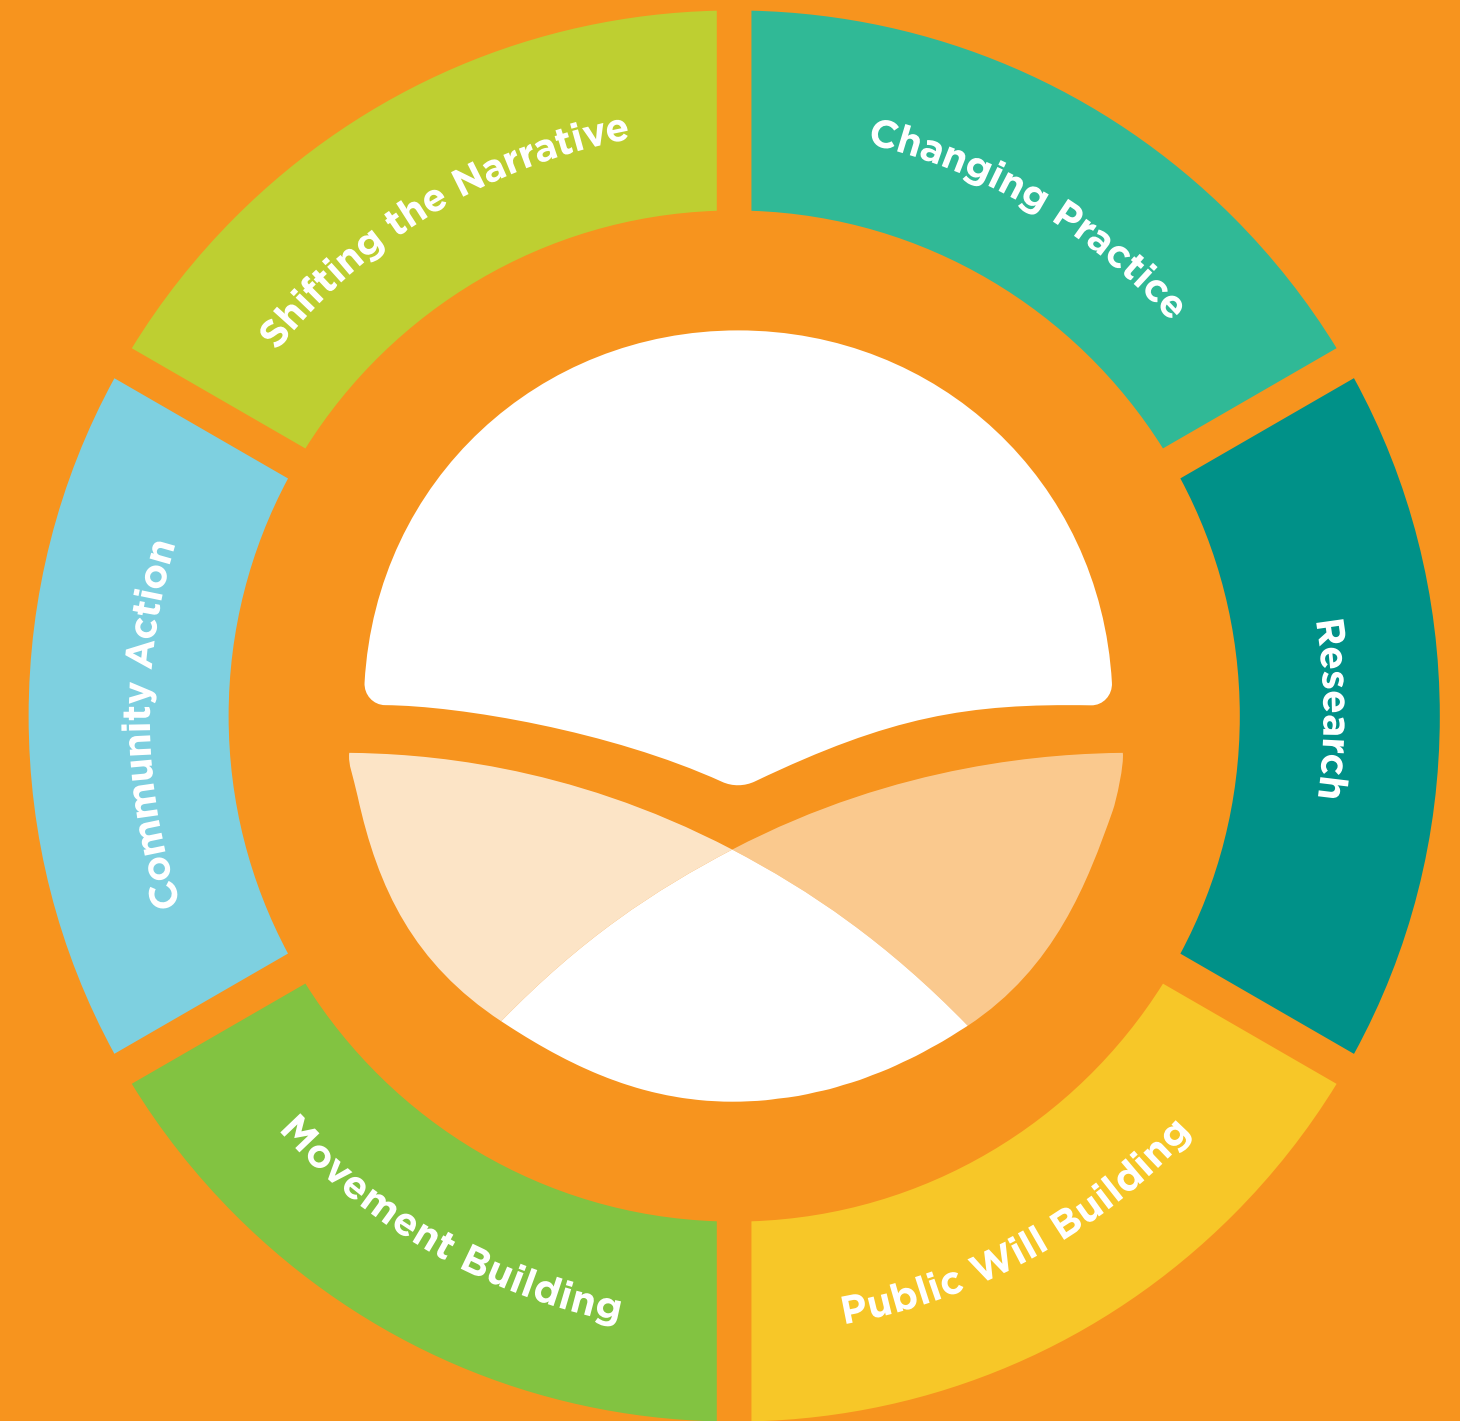 Shifting the Narrative
Changing Practice
Research
Public Will Building
Movement Building
Community Action